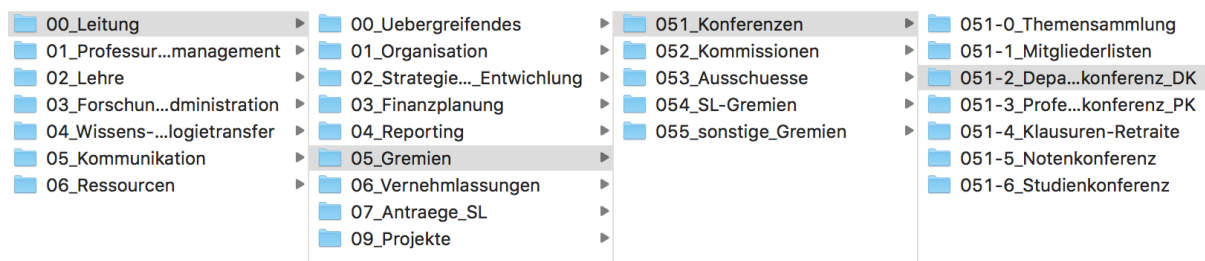 00_Leitung
01_Professur...management
02_Lehre
03_Forschun...dministration
04_Wissens-...logietransfer
05_Kommunikation
06_Ressourcen
00_Uebergreifendes
01_Organisation
02_Strategie..._Entwichlung
03_Finanzplanung
04_Reporting
05_Gremien
06_Vernehmlassungen
07_Antraege_SL
09_Projekte
051_Konferenzen
052_Kommissionen
053_Ausschuesse
054_SL-Gremien
055_sonstige_Gremien
051-0_Themensammlung
051-1_Mitgliederlisten
051-2_Depa...konferenz_DK
051-3_Profe...konferenz_PK
051-4_Klausuren-Retraite
051-5_Notenkonferenz
051-6_Studienkonferenz